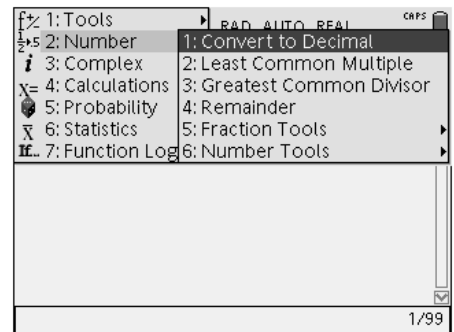 1: Tools
RAD AUTO REAL
CAPS
2: Number
1: Convert to Decimal
3: Complex
2: Least Common Multiple
4: Calculations
3: Greatest Common Divisor
5: Probability
4: Remainder
6: Statistics
5: Fraction Tools
If... 7: Function Log
6: Number Tools
1/99